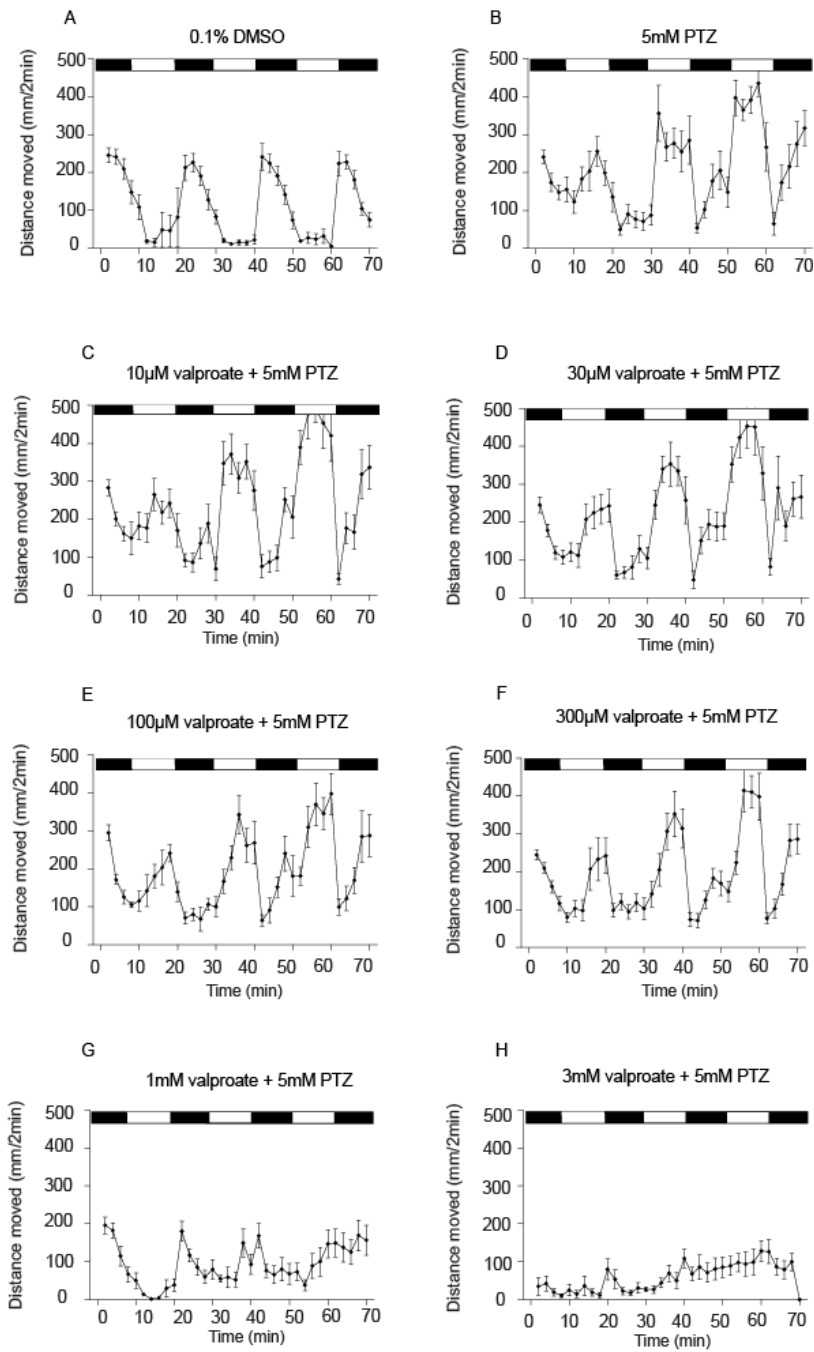 A
0.1% DMSO
500
400
300
200
100
0
Distance moved (mm/2min)
0 10 20 30 40 50 60 70
B
5mM PTZ
500
400
300
200
100
0
Distance moved (mm/2min)
0 10 20 30 40 50 60 70
C
10µM valproate + 5mM PTZ
500
400
300
200
100
0
Distance moved (mm/2min)
0 10 20 30 40 50 60 70
Time (min)
D
30µM valproate + 5mM PTZ
500
400
300
200
100
0
Distance moved (mm/2min)
0 10 20 30 40 50 60 70
Time (min)
E
100µM valproate + 5mM PTZ
500
400
300
200
100
0
Distance moved (mm/2min)
0 10 20 30 40 50 60 70
Time (min)
F
300µM valproate + 5mM PTZ
500
400
300
200
100
0
Distance moved (mm/2min)
0 10 20 30 40 50 60 70
Time (min)
G
1mM valproate + 5mM PTZ
500
400
300
200
100
0
Distance moved (mm/2min)
0 10 20 30 40 50 60 70
Time (min)
H
3mM valproate + 5mM PTZ
500
400
300
200
100
0
Distance moved (mm/2min)
0 10 20 30 40 50 60 70
Time (min)